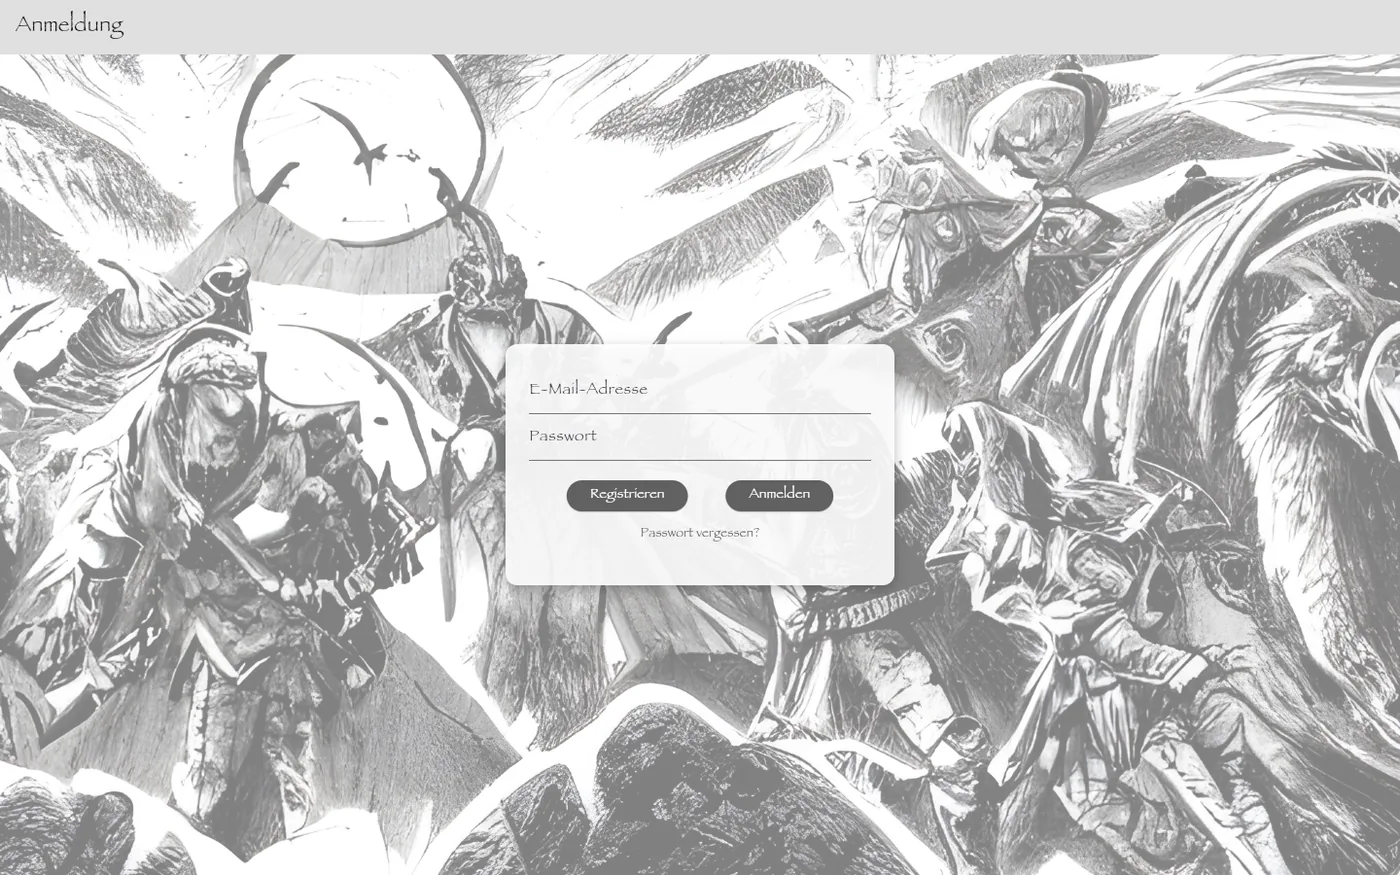 Anmeldung
E-Mail-Adresse
Passwort
Registrieren Anmelden
Passwort vergessen?